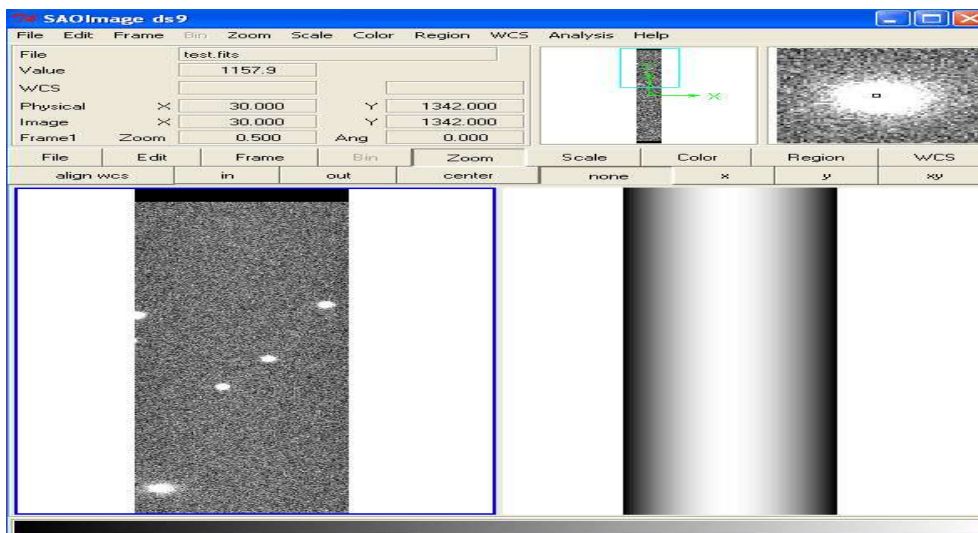 SAOImage ds9
File Edit Frame Bin Zoom Scale Color Region WCS Analysis Help
File test.fits
Value 1157.9
WCS
Physical X 30.000 Y 1342.000
Image X 30.000 Y 1342.000
Frame1 Zoom 0.500 Ang 0.000
X
File Edit Frame Bin Zoom Scale Color Region WCS
align wcs in out center none x y xy